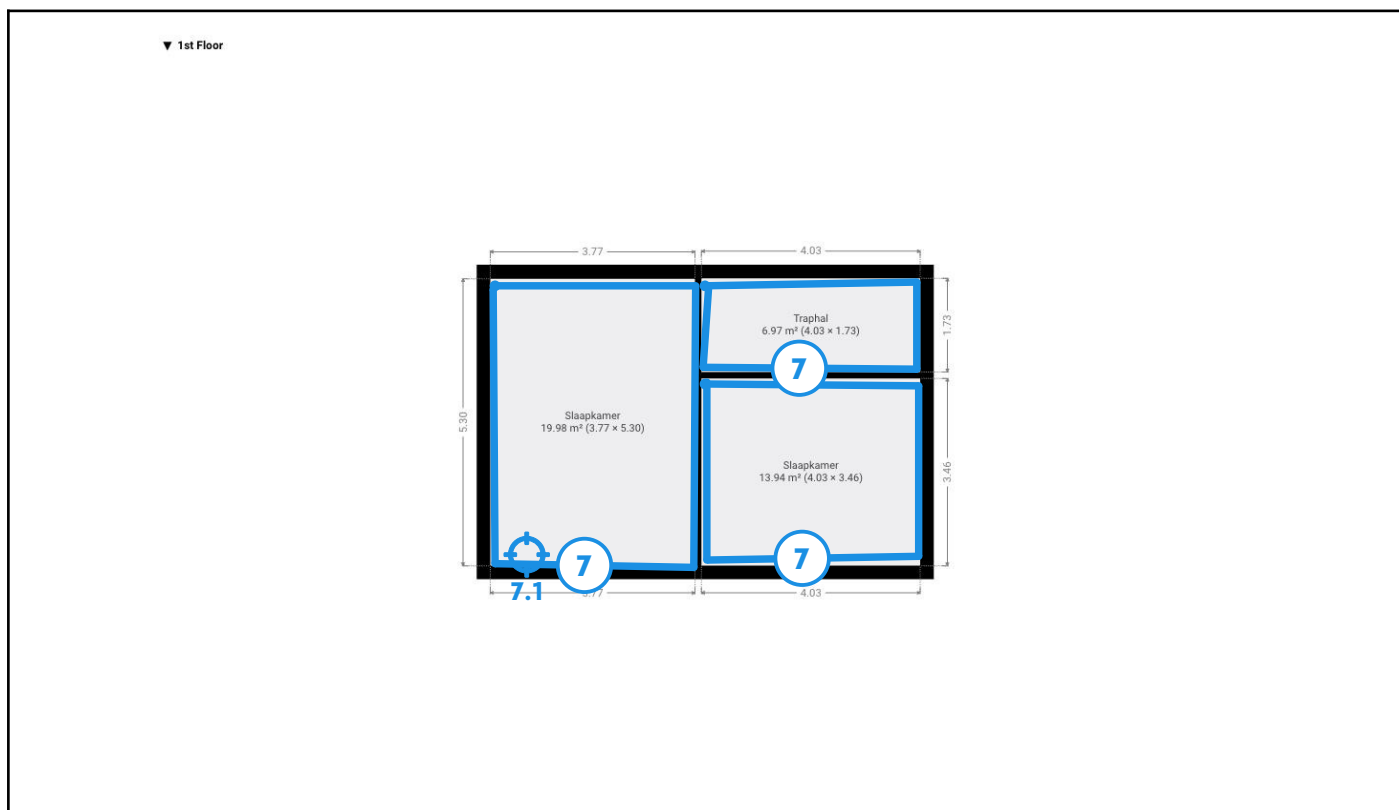 ▼ 1st Floor
3.77
4.03
Traphal
6.97 m² (4.03 × 1.73)
1.73
7
Slaapkamer
19.98 m² (3.77 × 5.30)
5.30
Slaapkamer
13.94 m² (4.03 × 3.46)
3.46
7
7
7.1
3.77
4.03